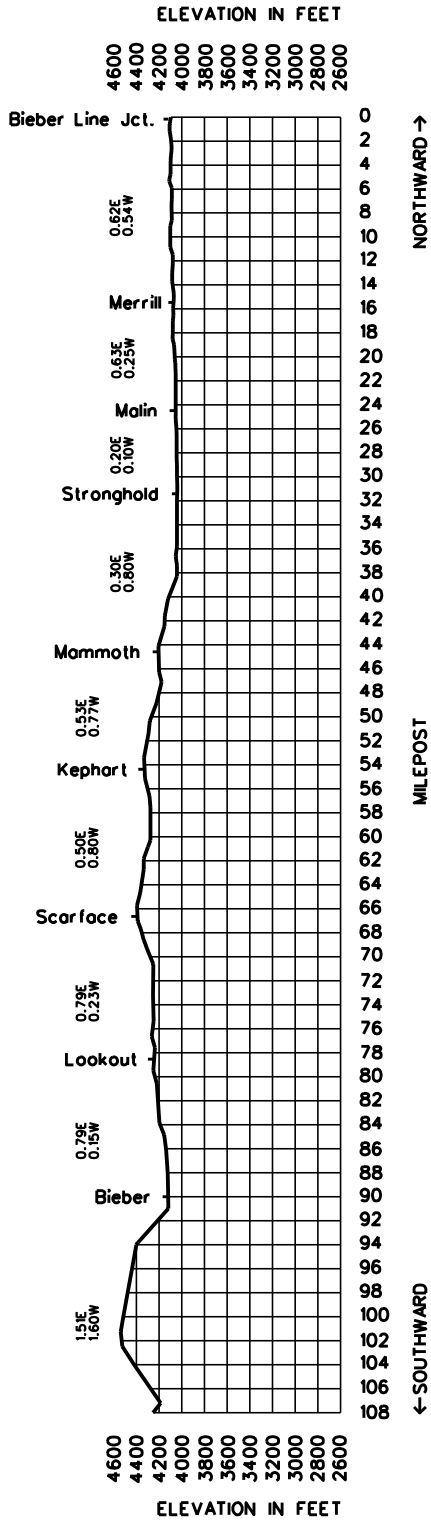 ELEVATION IN FEET
4600 4400 4200 4000 3800 3600 3400 3200 3000 2800 2600
Bieber Line Jct.
0
2
4
6
8
10
12
14
16
18
20
22
24
26
28
30
32
34
36
38
40
42
44
46
48
50
52
54
56
58
60
62
64
66
68
70
72
74
76
78
80
82
84
86
88
90
92
94
96
98
100
102
104
106
108
NORTHWARD→
MILEPOST
←SOUTHWARD
0.62E
0.54W
Merrill
0.63E
0.25W
Malin
0.20E
0.10W
Stronghold
0.30E
0.80W
Mammoth
0.53E
0.77W
Kephart
0.50E
0.80W
Scarface
0.79E
0.23W
Lookout
0.79E
0.15W
Bieber
1.51E
1.60W
4600 4400 4200 4000 3800 3600 3400 3200 3000 2800 2600
ELEVATION IN FEET